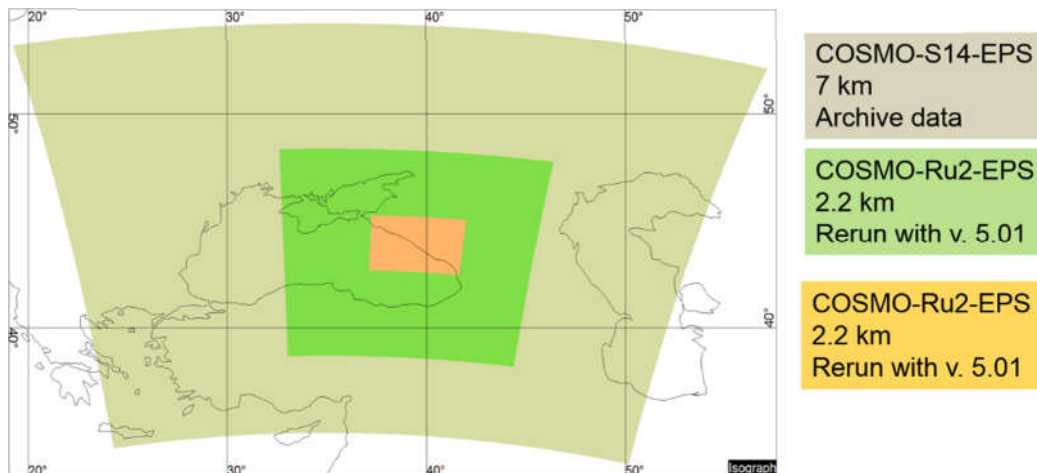 20°
30°
40°
50°
50°
50°
40°
40°
20°
30°
40°
50°
Isograph
COSMO-S14-EPS
7 km
Archive data
COSMO-Ru2-EPS
2.2 km
Rerun with v. 5.01
COSMO-Ru2-EPS
2.2 km
Rerun with v. 5.01